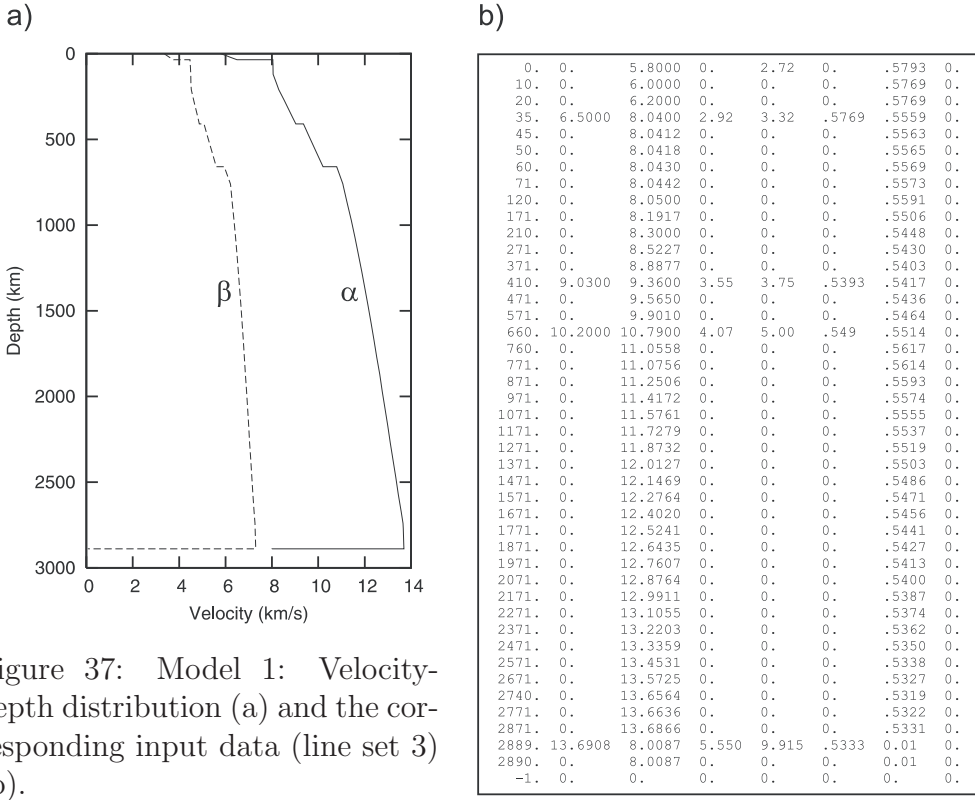 a)
0
500
1000
1500
2000
2500
3000
Depth (km)
β
α
0 2 4 6 8 10 12 14
Velocity (km/s)
igure 37: Model 1: Velocity-
epth distribution (a) and the cor-
esponding input data (line set 3)
b).
b)
0. 0. 5.8000 0. 2.72 0. .5793 0.
10. 0. 6.0000 0. 0. 0. .5769 0.
20. 0. 6.2000 0. 0. 0. .5769 0.
35. 6.5000 8.0400 2.92 3.32 .5769 .5559 0.
45. 0. 8.0412 0. 0. 0. .5563 0.
50. 0. 8.0418 0. 0. 0. .5565 0.
60. 0. 8.0430 0. 0. 0. .5569 0.
71. 0. 8.0442 0. 0. 0. .5573 0.
120. 0. 8.0500 0. 0. 0. .5591 0.
171. 0. 8.1917 0. 0. 0. .5506 0.
210. 0. 8.3000 0. 0. 0. .5448 0.
271. 0. 8.5227 0. 0. 0. .5430 0.
371. 0. 8.8877 0. 0. 0. .5403 0.
410. 9.0300 9.3600 3.55 3.75 .5393 .5417 0.
471. 0. 9.5650 0. 0. 0. .5436 0.
571. 0. 9.9010 0. 0. 0. .5464 0.
660. 10.2000 10.7900 4.07 5.00 .549 .5514 0.
760. 0. 11.0558 0. 0. 0. .5617 0.
771. 0. 11.0756 0. 0. 0. .5614 0.
871. 0. 11.2506 0. 0. 0. .5593 0.
971. 0. 11.4172 0. 0. 0. .5574 0.
1071. 0. 11.5761 0. 0. 0. .5555 0.
1171. 0. 11.7279 0. 0. 0. .5537 0.
1271. 0. 11.8732 0. 0. 0. .5519 0.
1371. 0. 12.0127 0. 0. 0. .5503 0.
1471. 0. 12.1469 0. 0. 0. .5486 0.
1571. 0. 12.2764 0. 0. 0. .5471 0.
1671. 0. 12.4020 0. 0. 0. .5456 0.
1771. 0. 12.5241 0. 0. 0. .5441 0.
1871. 0. 12.6435 0. 0. 0. .5427 0.
1971. 0. 12.7607 0. 0. 0. .5413 0.
2071. 0. 12.8764 0. 0. 0. .5400 0.
2171. 0. 12.9911 0. 0. 0. .5387 0.
2271. 0. 13.1055 0. 0. 0. .5374 0.
2371. 0. 13.2203 0. 0. 0. .5362 0.
2471. 0. 13.3359 0. 0. 0. .5350 0.
2571. 0. 13.4531 0. 0. 0. .5338 0.
2671. 0. 13.5725 0. 0. 0. .5327 0.
2740. 0. 13.6564 0. 0. 0. .5319 0.
2771. 0. 13.6636 0. 0. 0. .5322 0.
2871. 0. 13.6866 0. 0. 0. .5331 0.
2889. 13.6908 8.0087 5.550 9.915 .5333 0.01 0.
2890. 0. 8.0087 0. 0. 0. 0.01 0.
-1. 0. 0. 0. 0. 0. 0. 0.